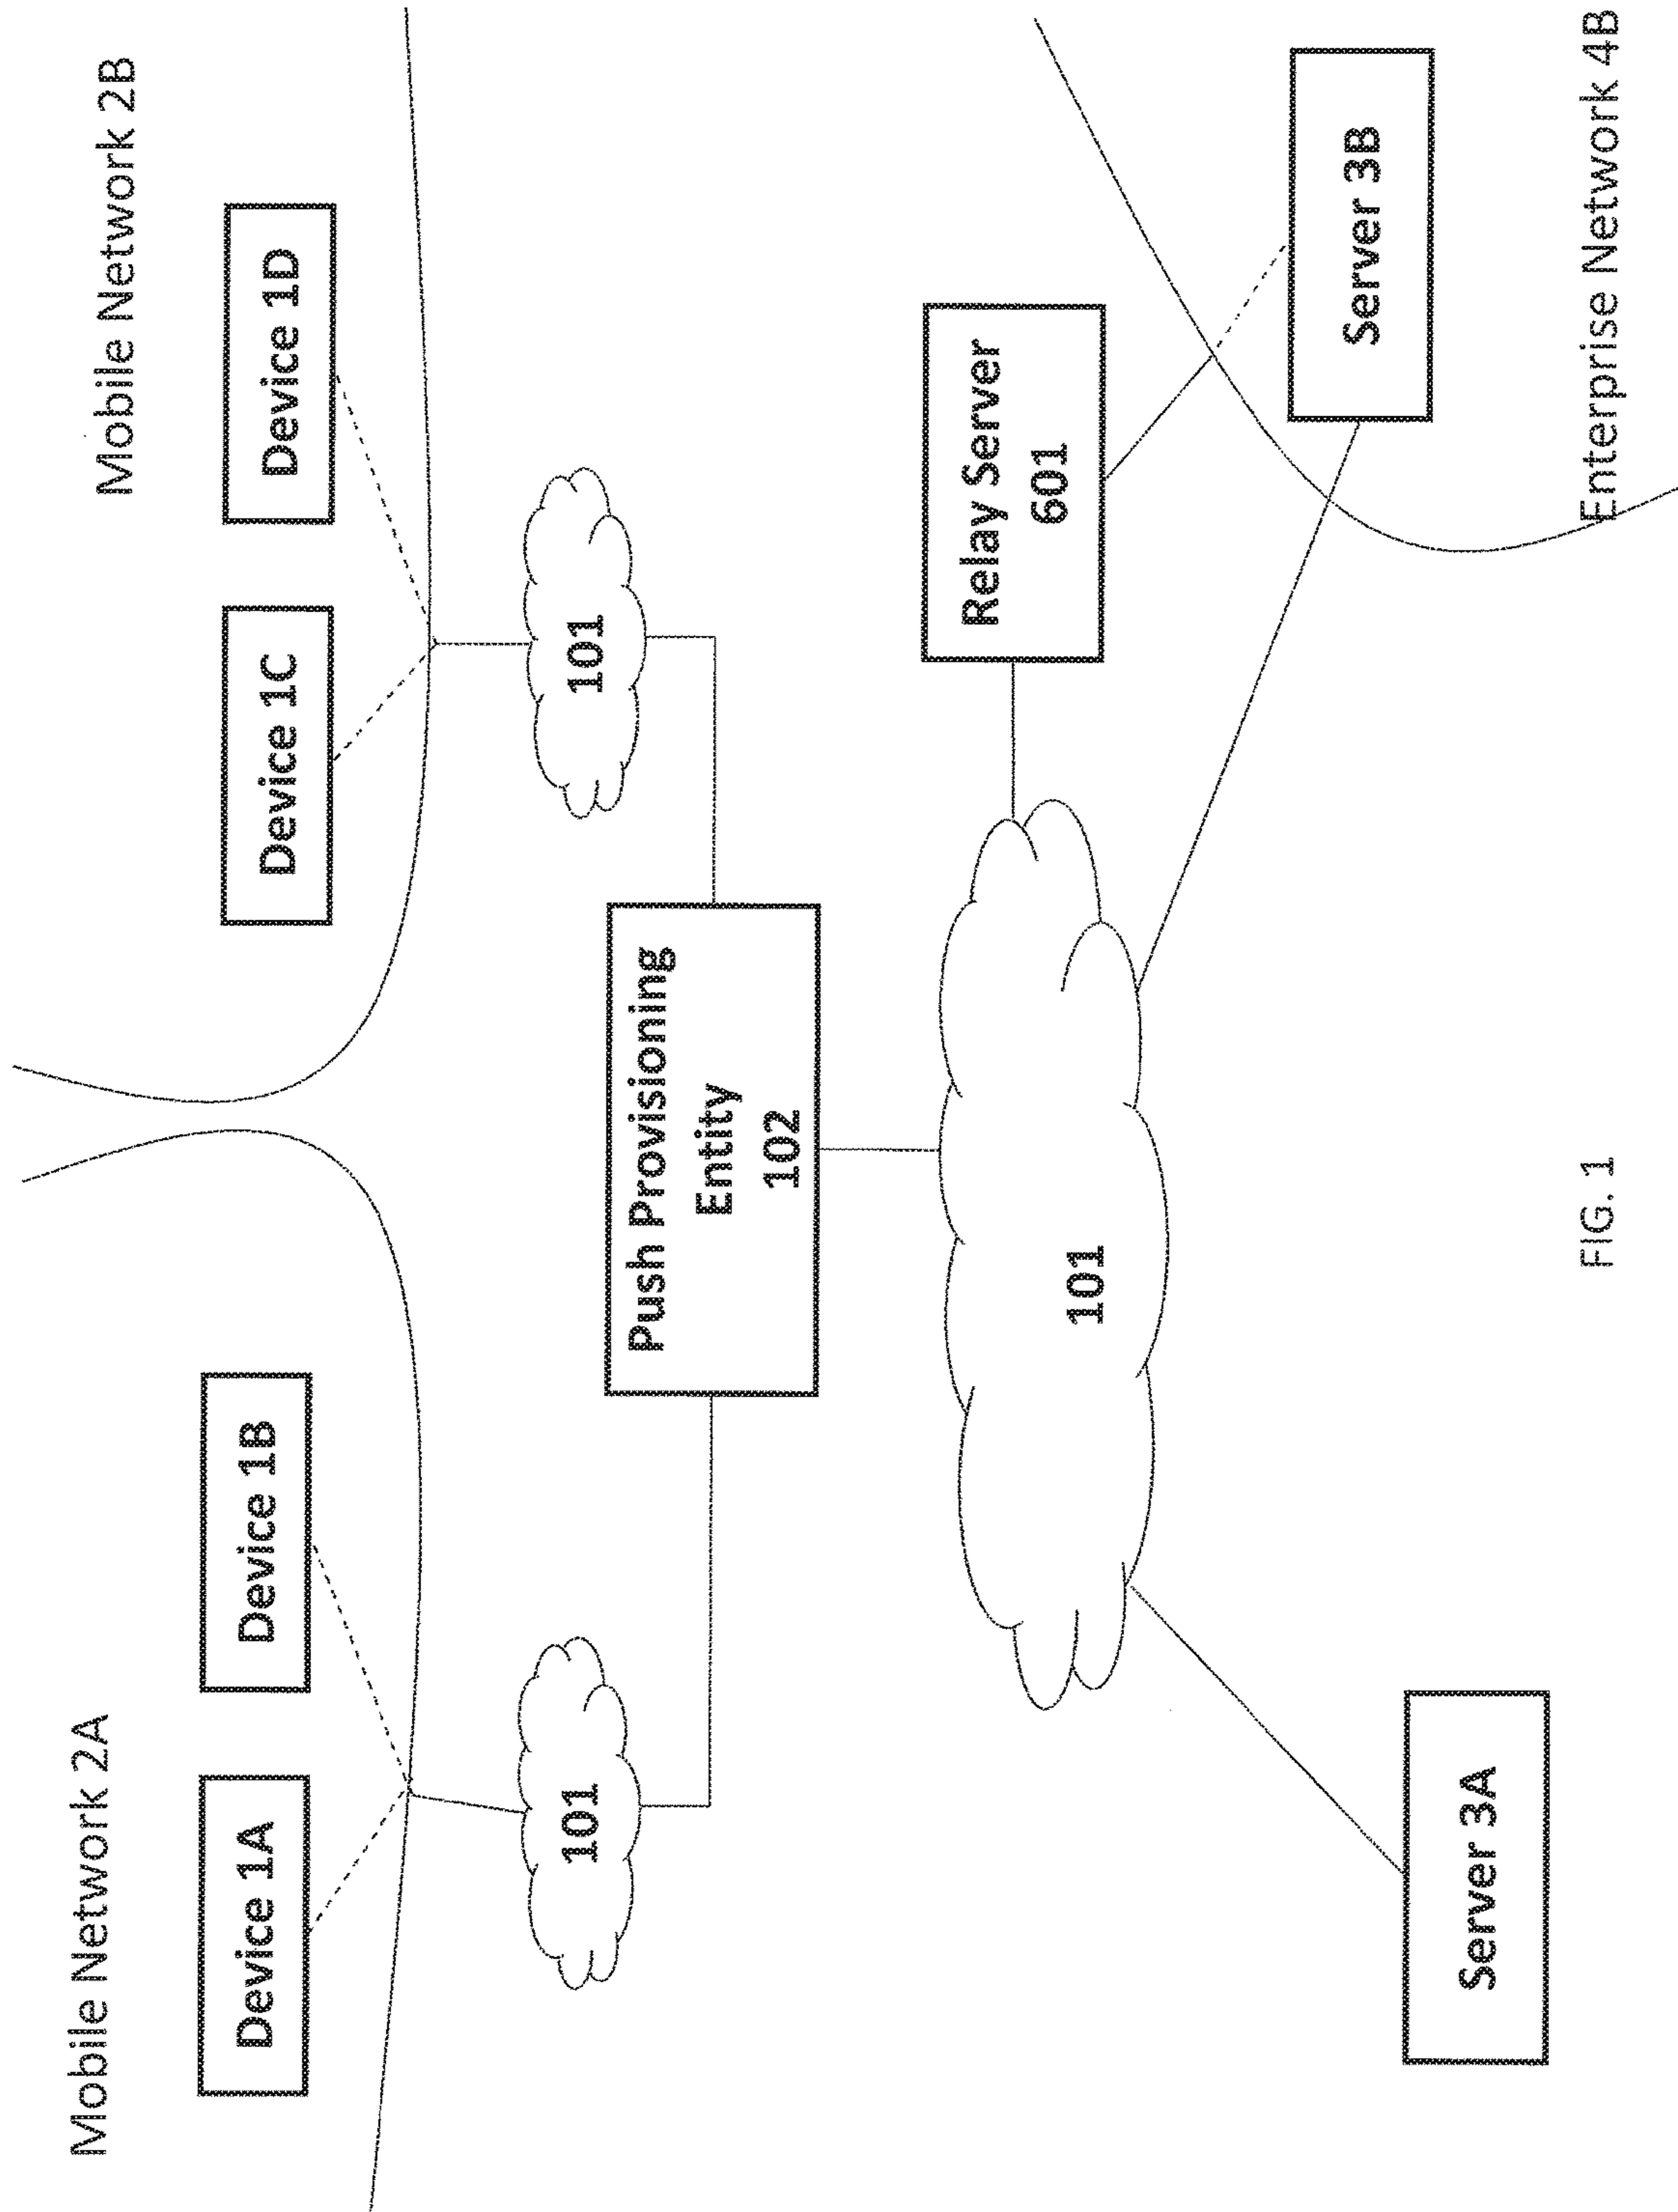 Mobile Network 2A
Mobile Network 2B
Device 1A
Device 1B
Device 1C
Device 1D
101
101
Push Provisioning
Entity
102
Relay Server
601
101
Server 3A
Server 3B
FIG. 1
Enterprise Network 4B